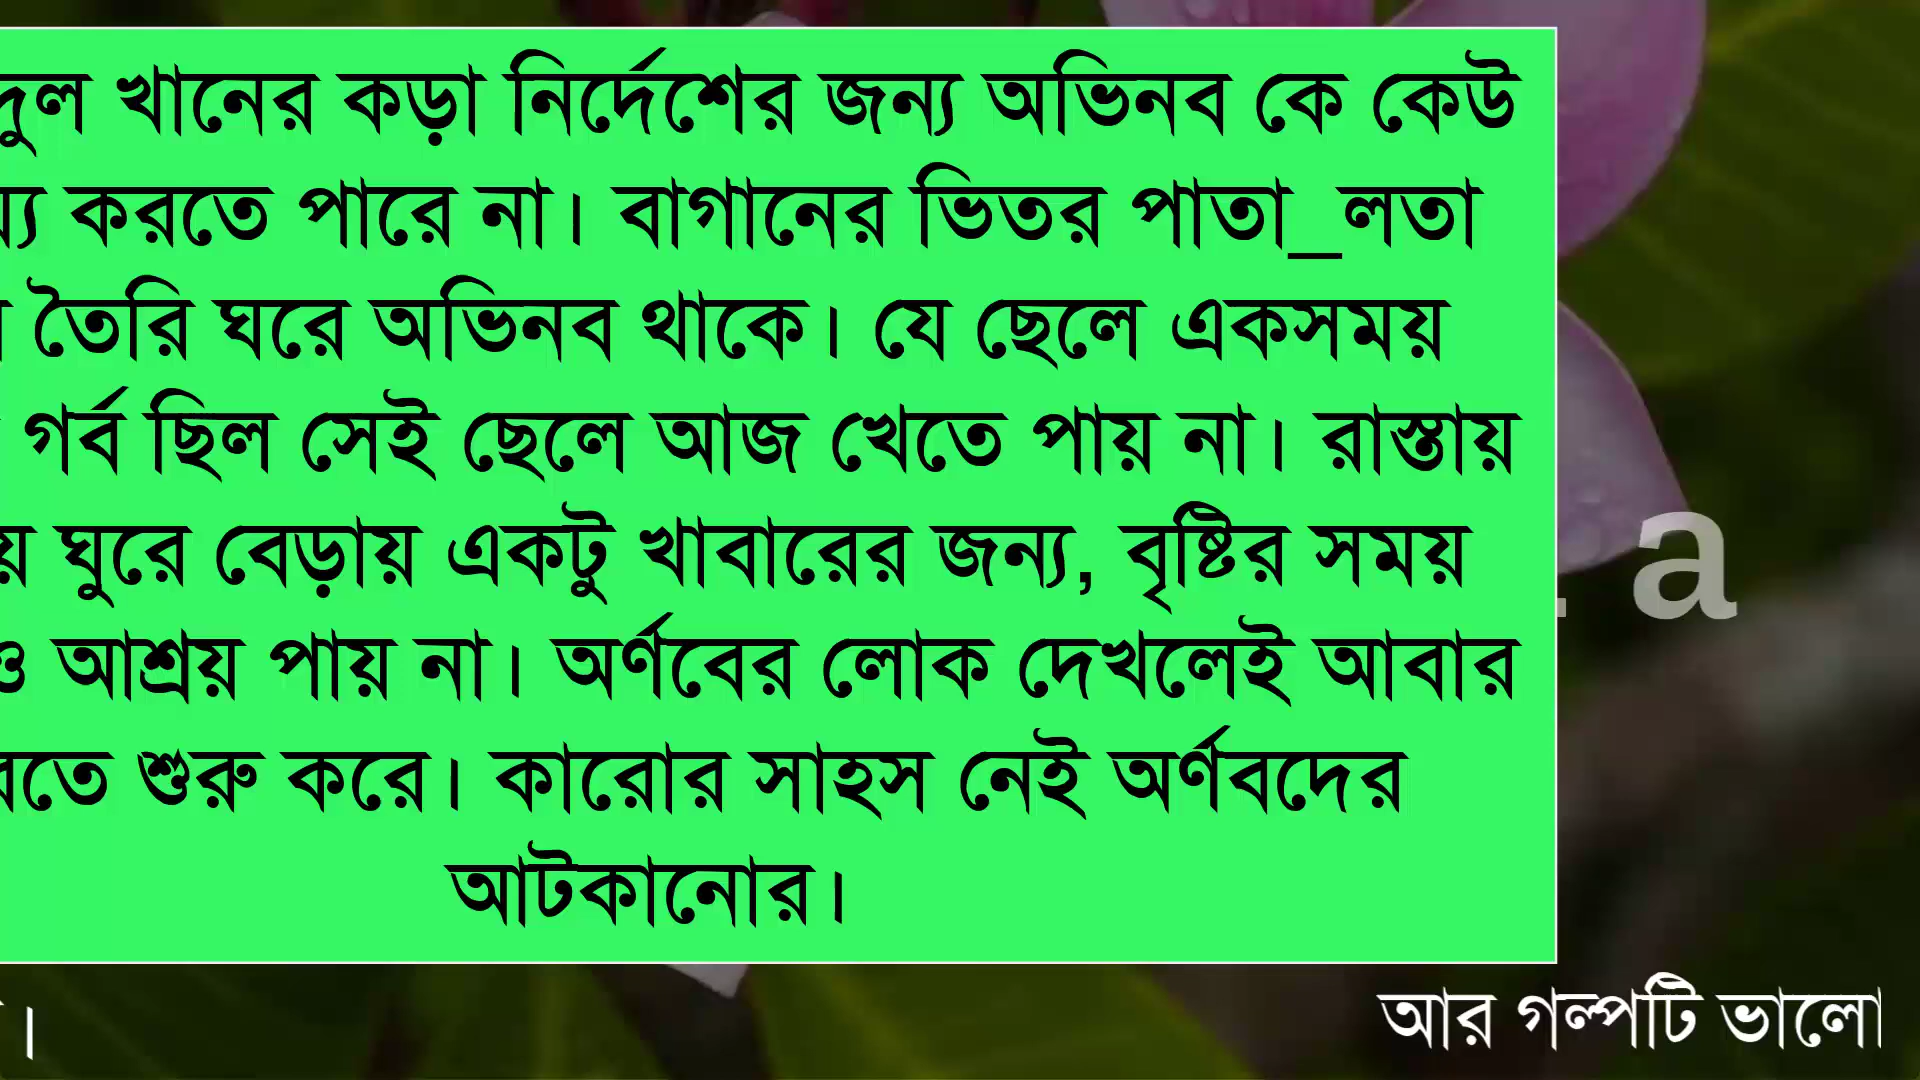 খানের কড়া নির্দেশের জন্য অভিনব কে কেউ
করতে পারে না। বাগানের ভিতর পাতা_লতা
তৈরি ঘরে অভিনব থাকে। যে ছেলে একসময়
গর্ব ছিল সেই ছেলে আজ খেতে পায় না। রাস্তায়
ঘুরে বেড়ায় একটু খাবারের জন্য, বৃষ্টির সময়
ও আশ্রয় পায় না। অর্ণবের লোক দেখলেই আবার
শুরু করে। কারোর সাহস নেই অর্ণবদের
আটকানোর।
a
আর গল্পটি ভালো